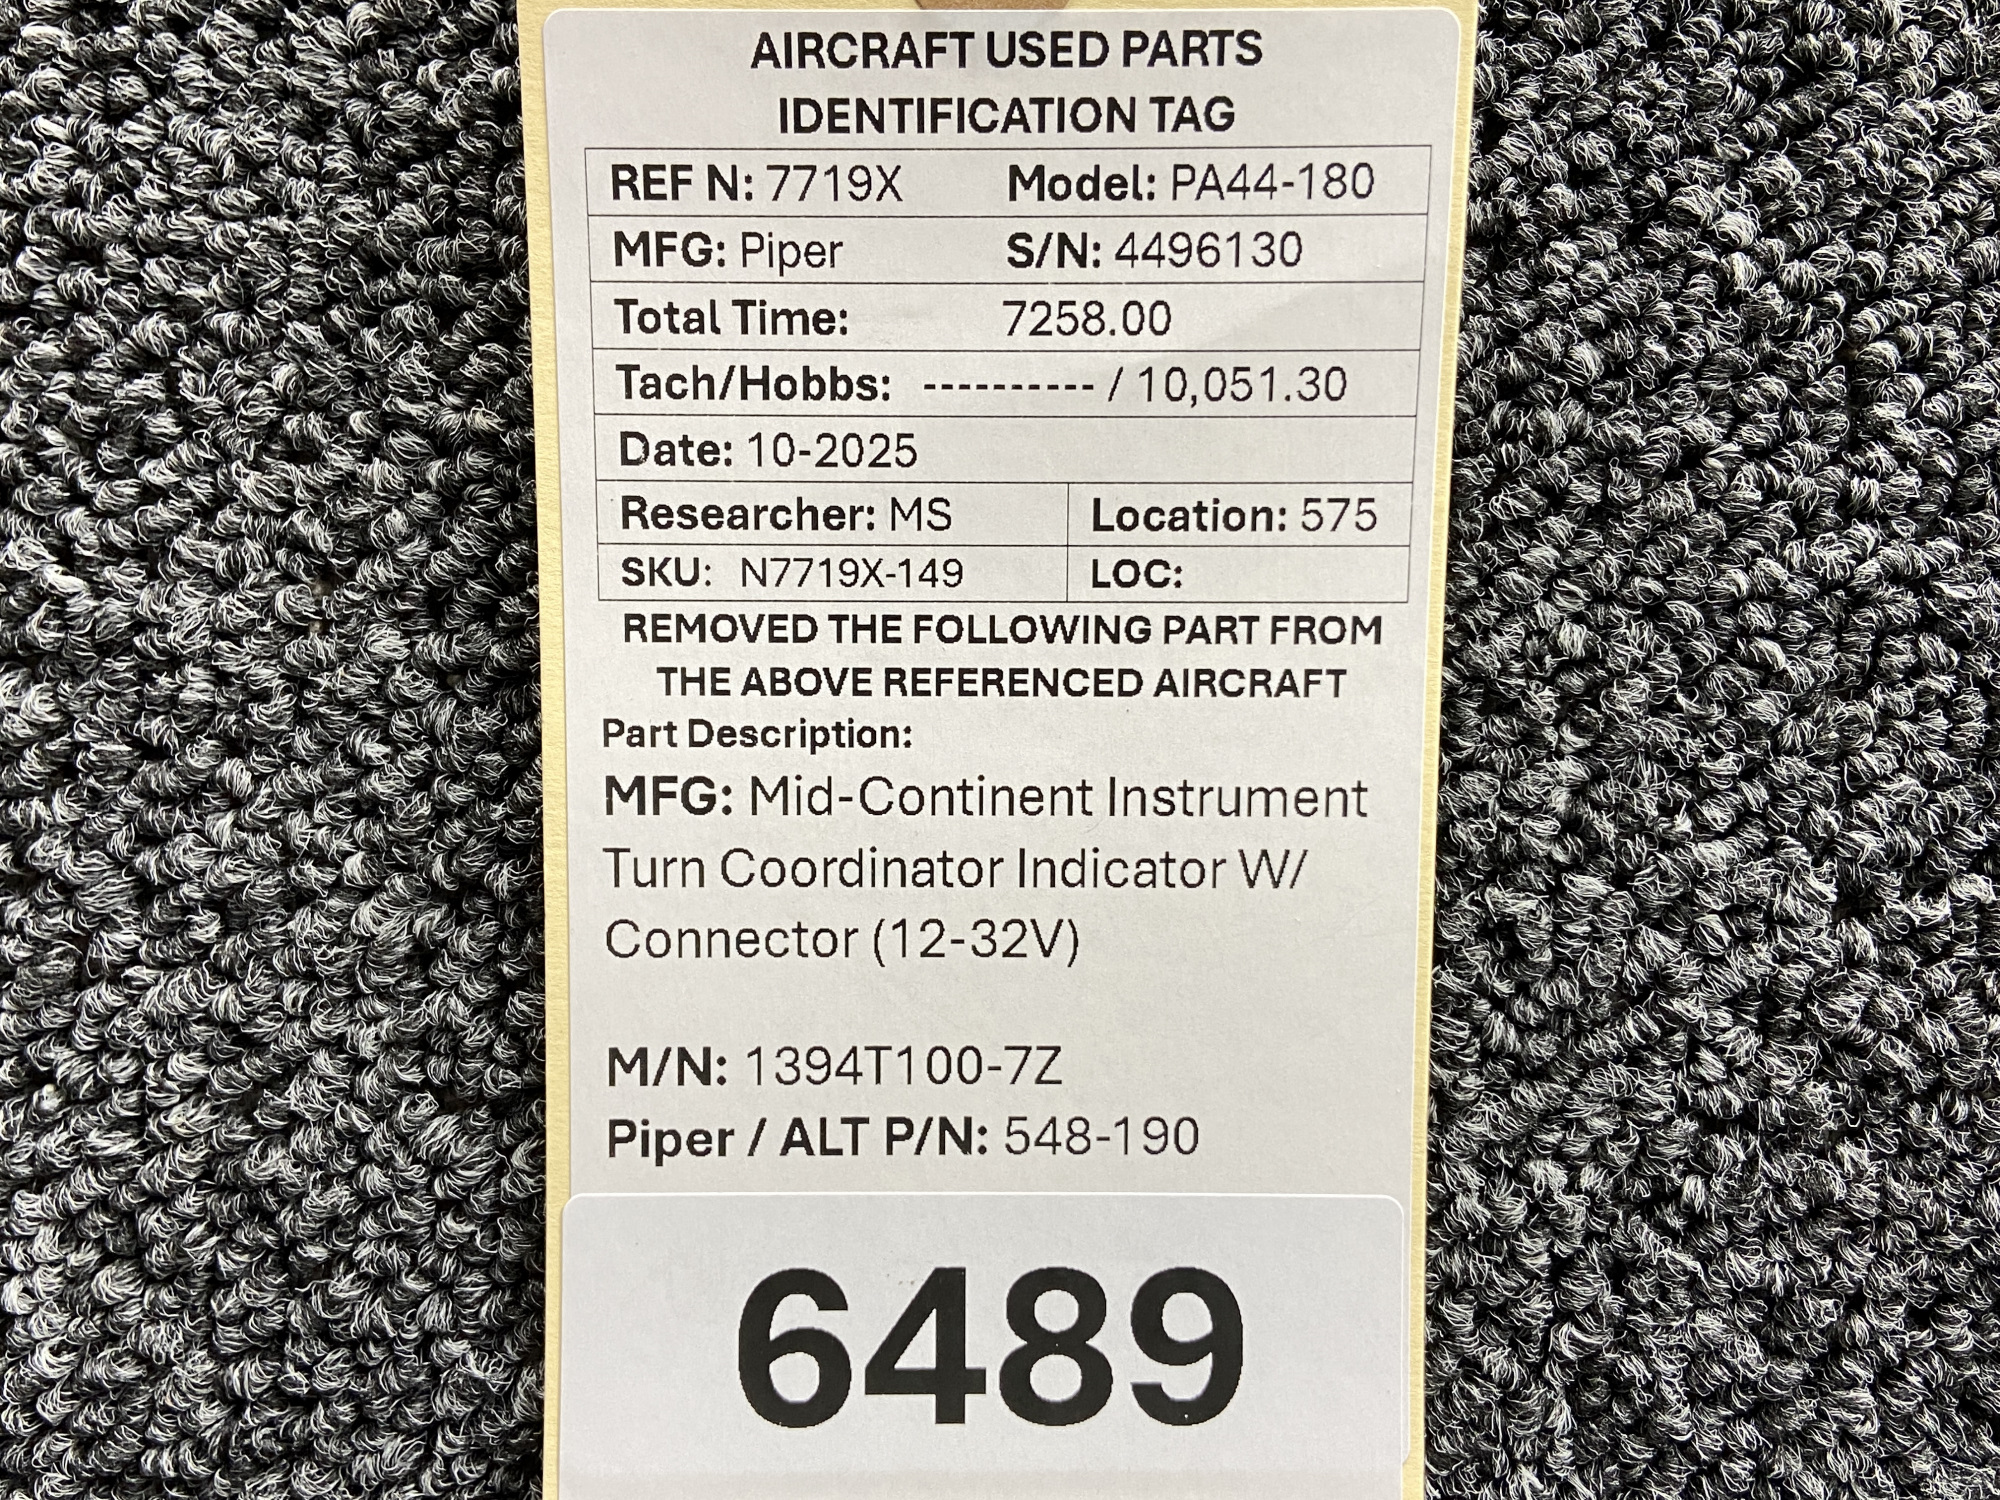 AIRCRAFT USED PARTS
IDENTIFICATION TAG
REF N: 7719X Model: PA44-180
MFG: Piper S/N: 4496130
Total Time: 7258.00
Tach/Hobbs: ---------- / 10,051.30
Date: 10-2025
Researcher: MS Location: 575
SKU: N7719X-149 LOC:
REMOVED THE FOLLOWING PART FROM
THE ABOVE REFERENCED AIRCRAFT
Part Description:
MFG: Mid-Continent Instrument
Turn Coordinator Indicator W/
Connector (12-32V)
M/N: 1394T100-7Z
Piper / ALT P/N: 548-190
6489